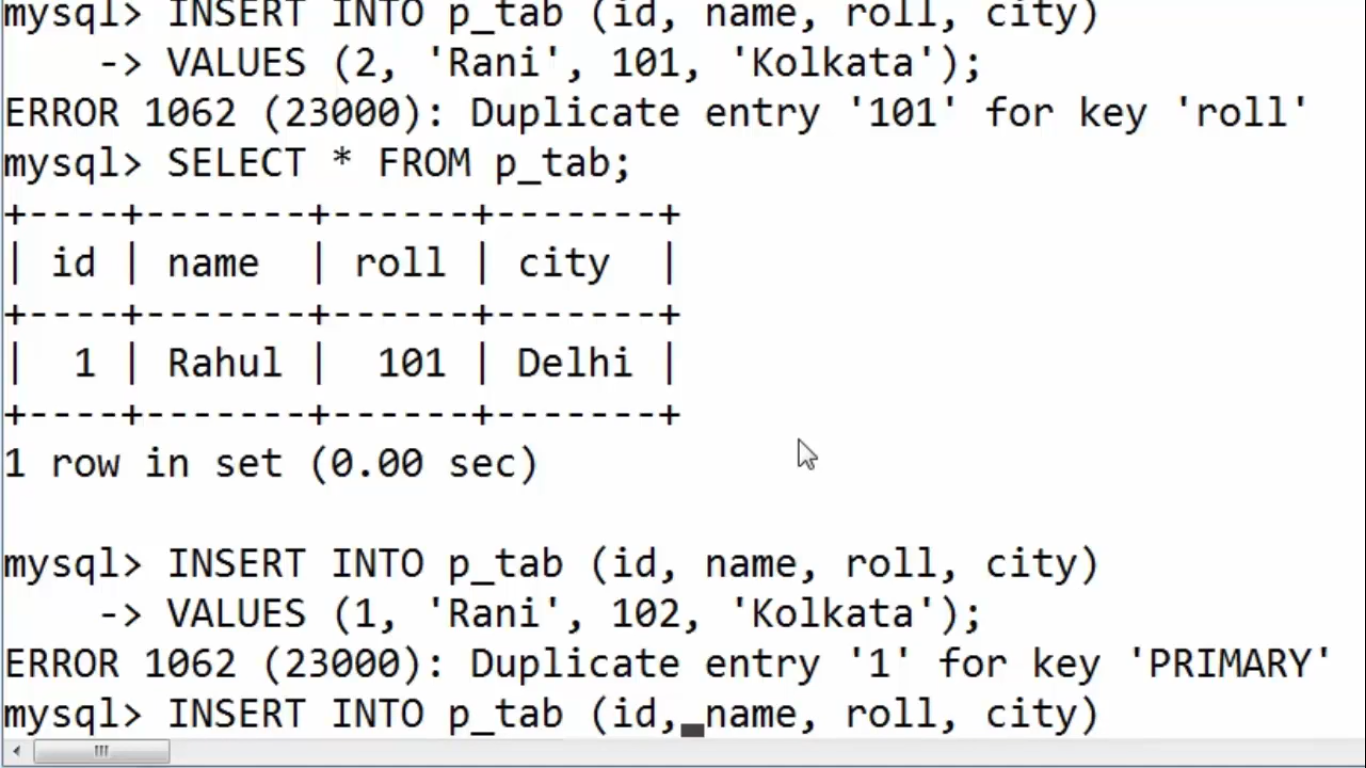 mysql> INSERT INTO p_tab (id, name, roll, city)
    -> VALUES (2, 'Rani', 101, 'Kolkata');
ERROR 1062 (23000): Duplicate entry '101' for key 'roll'
mysql> SELECT * FROM p_tab;
+----+-------+------+-------+
| id | name  | roll | city  |
+----+-------+------+-------+
|  1 | Rahul |  101 | Delhi |
+----+-------+------+-------+
1 row in set (0.00 sec)

mysql> INSERT INTO p_tab (id, name, roll, city)
    -> VALUES (1, 'Rani', 102, 'Kolkata');
ERROR 1062 (23000): Duplicate entry '1' for key 'PRIMARY'
mysql> INSERT INTO p_tab (id, name, roll, city)